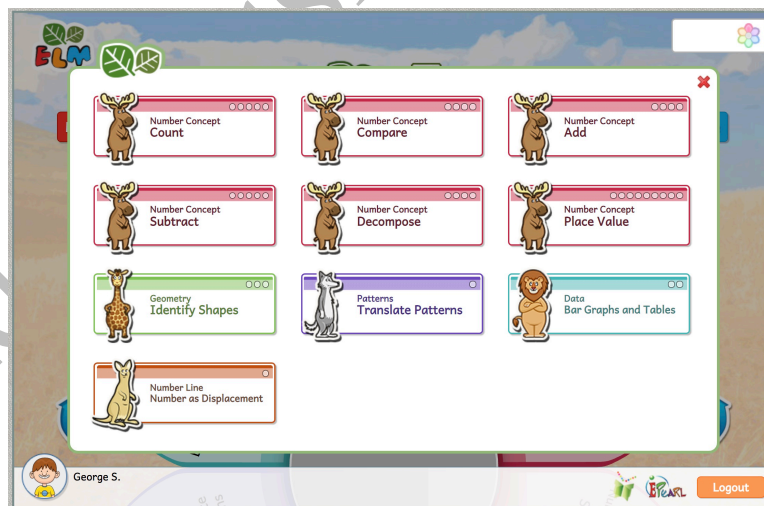 ELM
Number Concept
Count
Number Concept
Compare
Number Concept
Add
Number Concept
Subtract
Number Concept
Decompose
Number Concept
Place Value
Geometry
Identify Shapes
Patterns
Translate Patterns
Data
Bar Graphs and Tables
Number Line
Number as Displacement
George S.
EPEARL
Logout